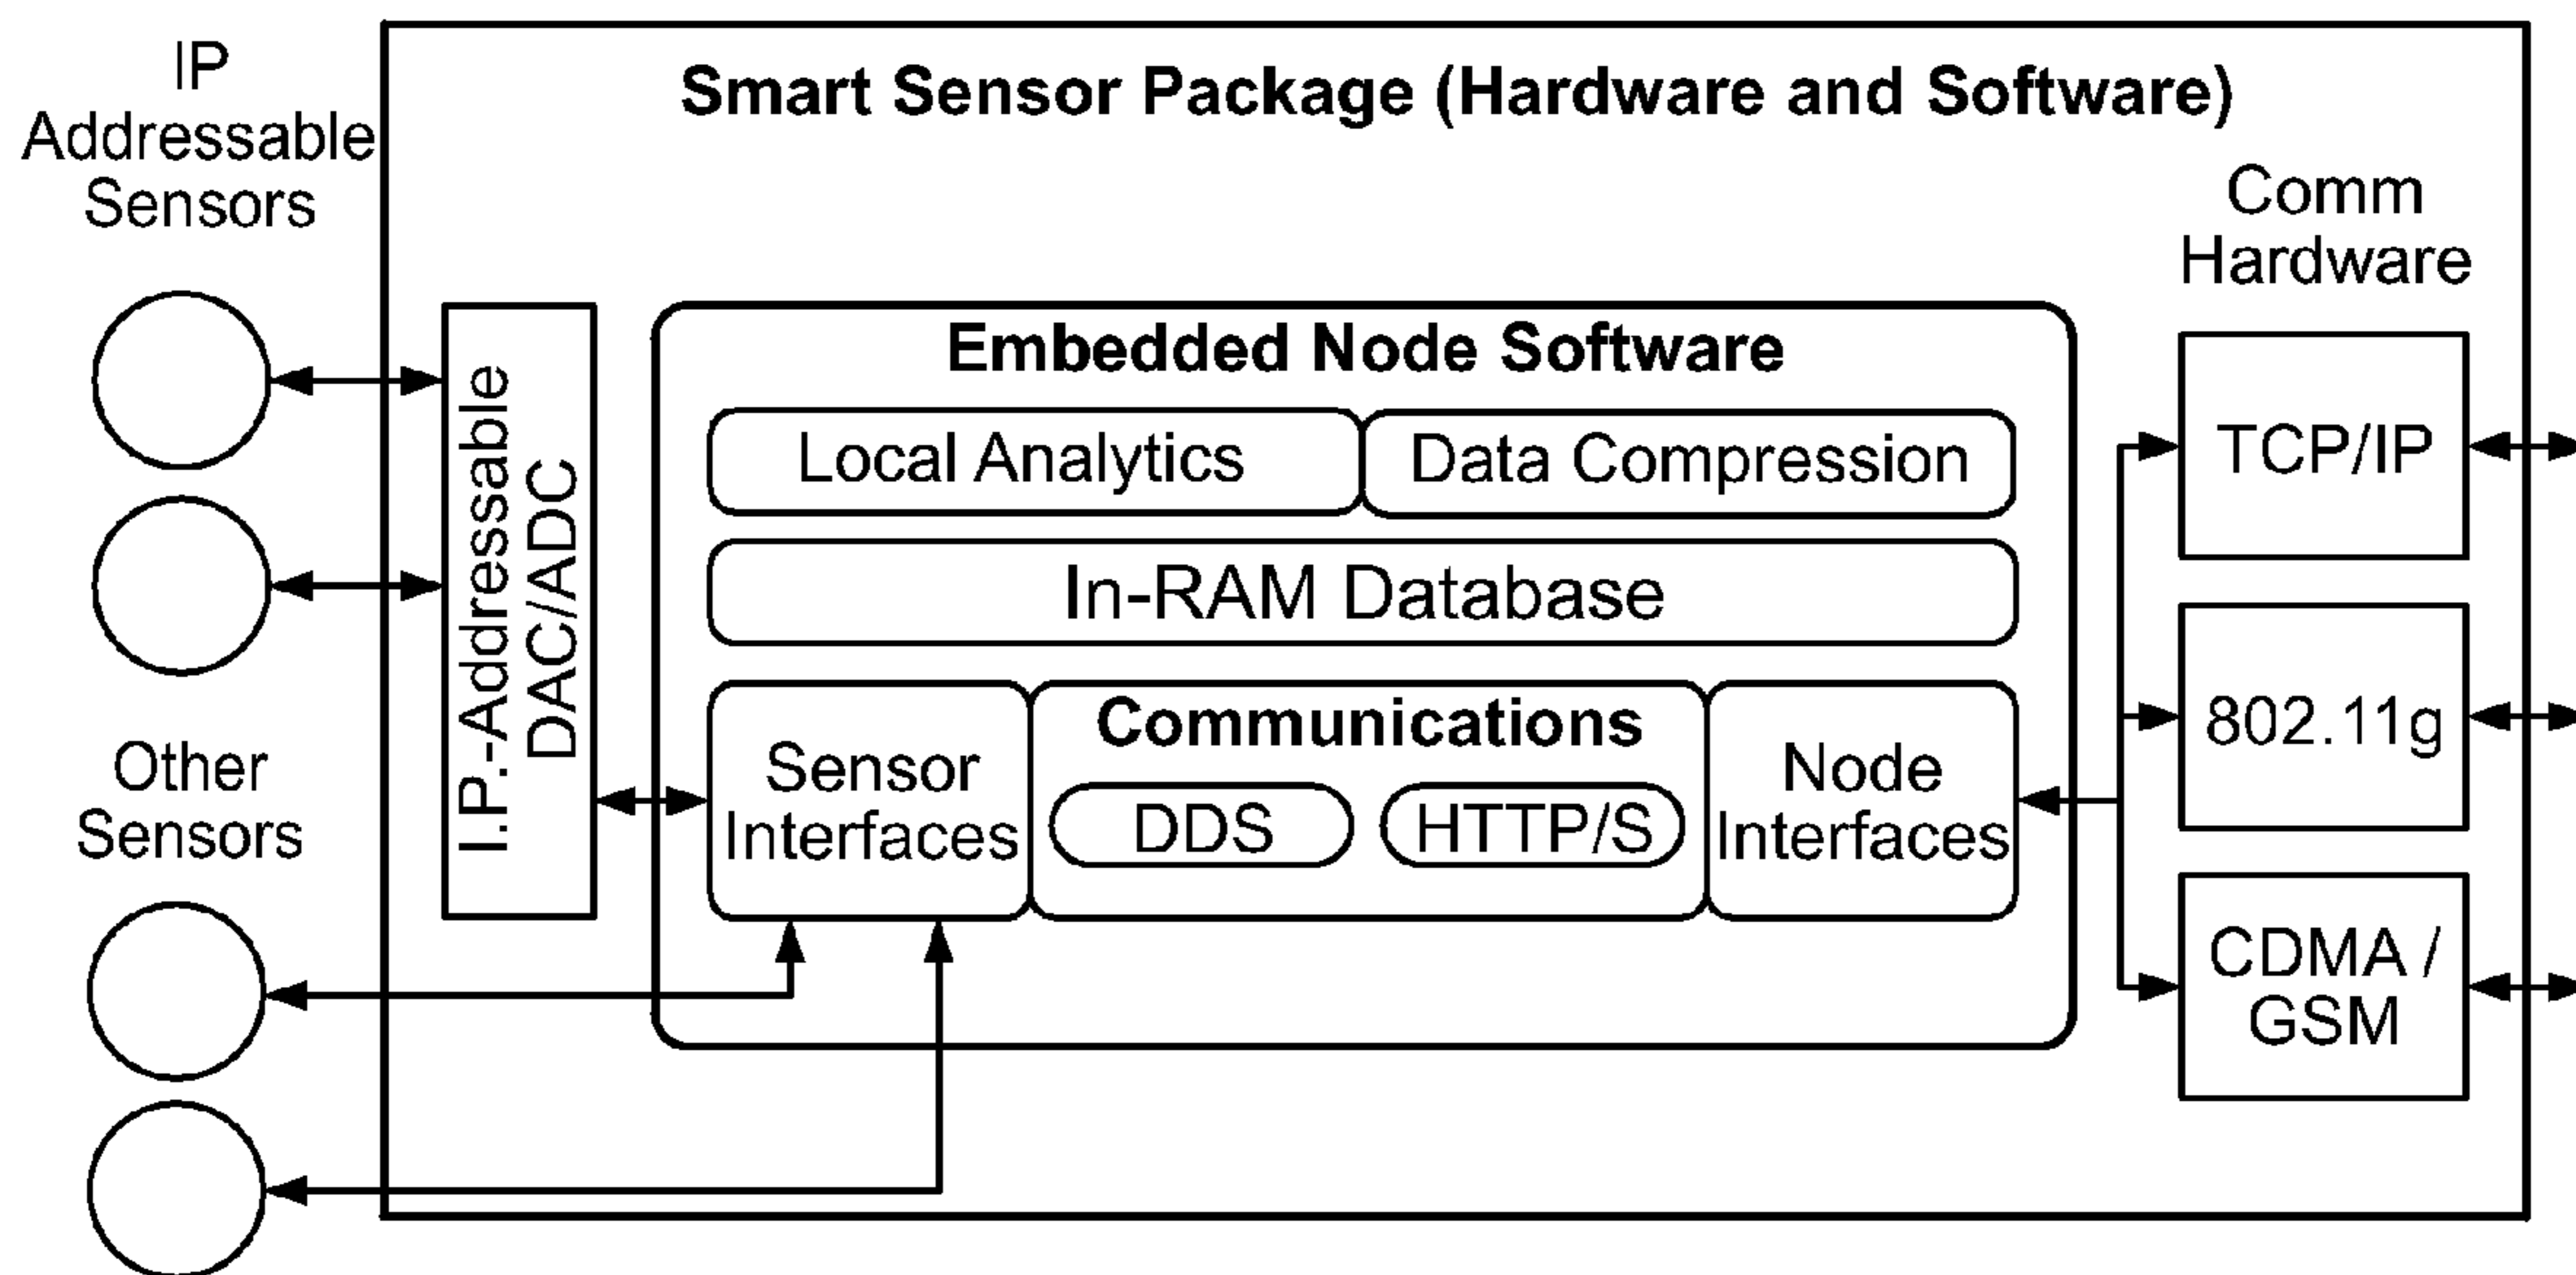 IP
Addressable
Sensors
Smart Sensor Package (Hardware and Software)
Comm
Hardware
I.P.-Addressable
DAC/ADC
Embedded Node Software
Local Analytics
Data Compression
In-RAM Database
Sensor
Interfaces
Communications
DDS
HTTP/S
Node
Interfaces
TCP/IP
802.11g
CDMA /
GSM
Other
Sensors